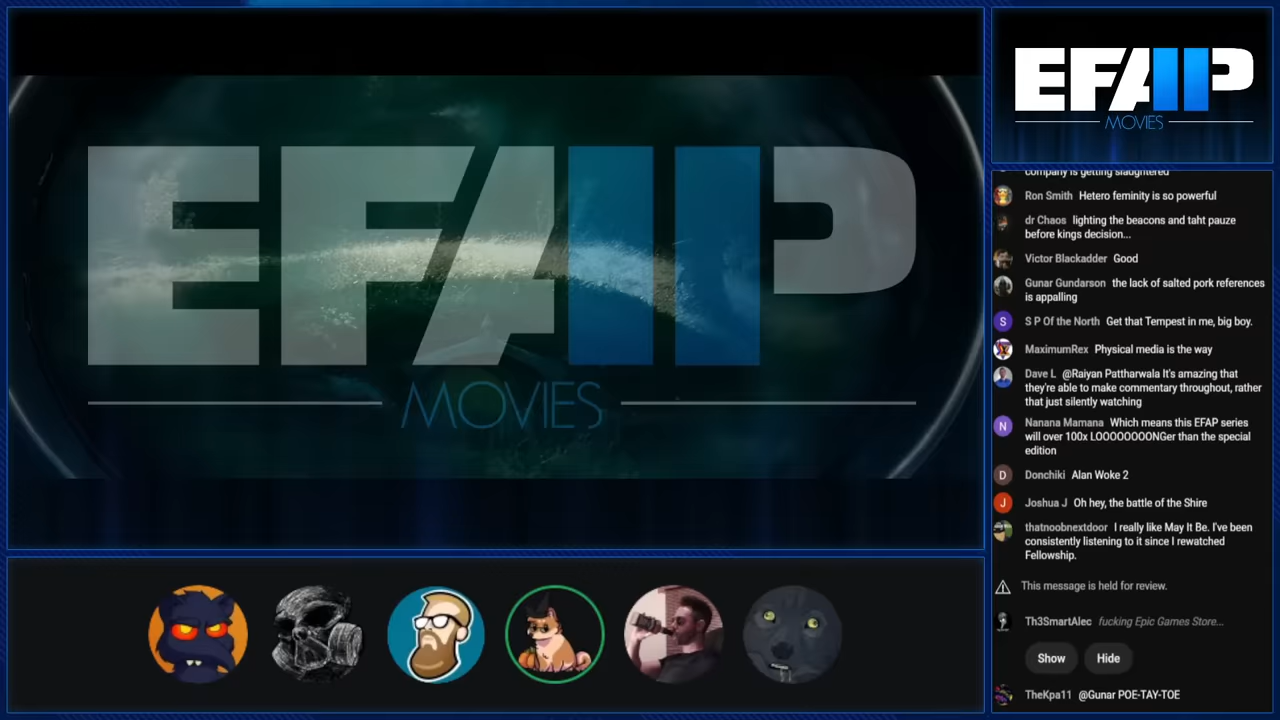 EFAP
MOVIES
EFAP
MOVIES
company is getting slaughtered
Ron Smith Hetero feminity is so powerful
dr Chaos lighting the beacons and taht pauze
before kings decision...
Victor Blackadder Good
Gunar Gundarson the lack of salted pork references
is appalling
S
S P Of the North Get that Tempest in me, big boy.
MaximumRex Physical media is the way
Dave L @Raiyan Pattharwala It's amazing that
they're able to make commentary throughout, rather
that just silently watching
N
Nanana Mamana Which means this EFAP series
will over 100x LOOOOOOOONGer than the special
edition
D
Donchiki Alan Woke 2
J
Joshua J Oh hey, the battle of the Shire
thatnoobnextdoor I really like May It Be. I've been
consistently listening to it since I rewatched
Fellowship.
This message is held for review.
Th3SmartAlec fucking Epic Games Store...
Show Hide
TheKpa11 @Gunar POE-TAY-TOE